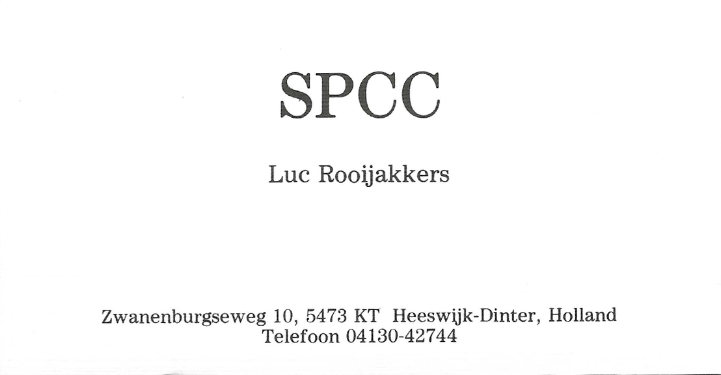 SPCC
Luc Rooijakkers
Zwanenburgseweg 10, 5473 KT Heeswijk-Dinter, Holland
Telefoon 04130-42744